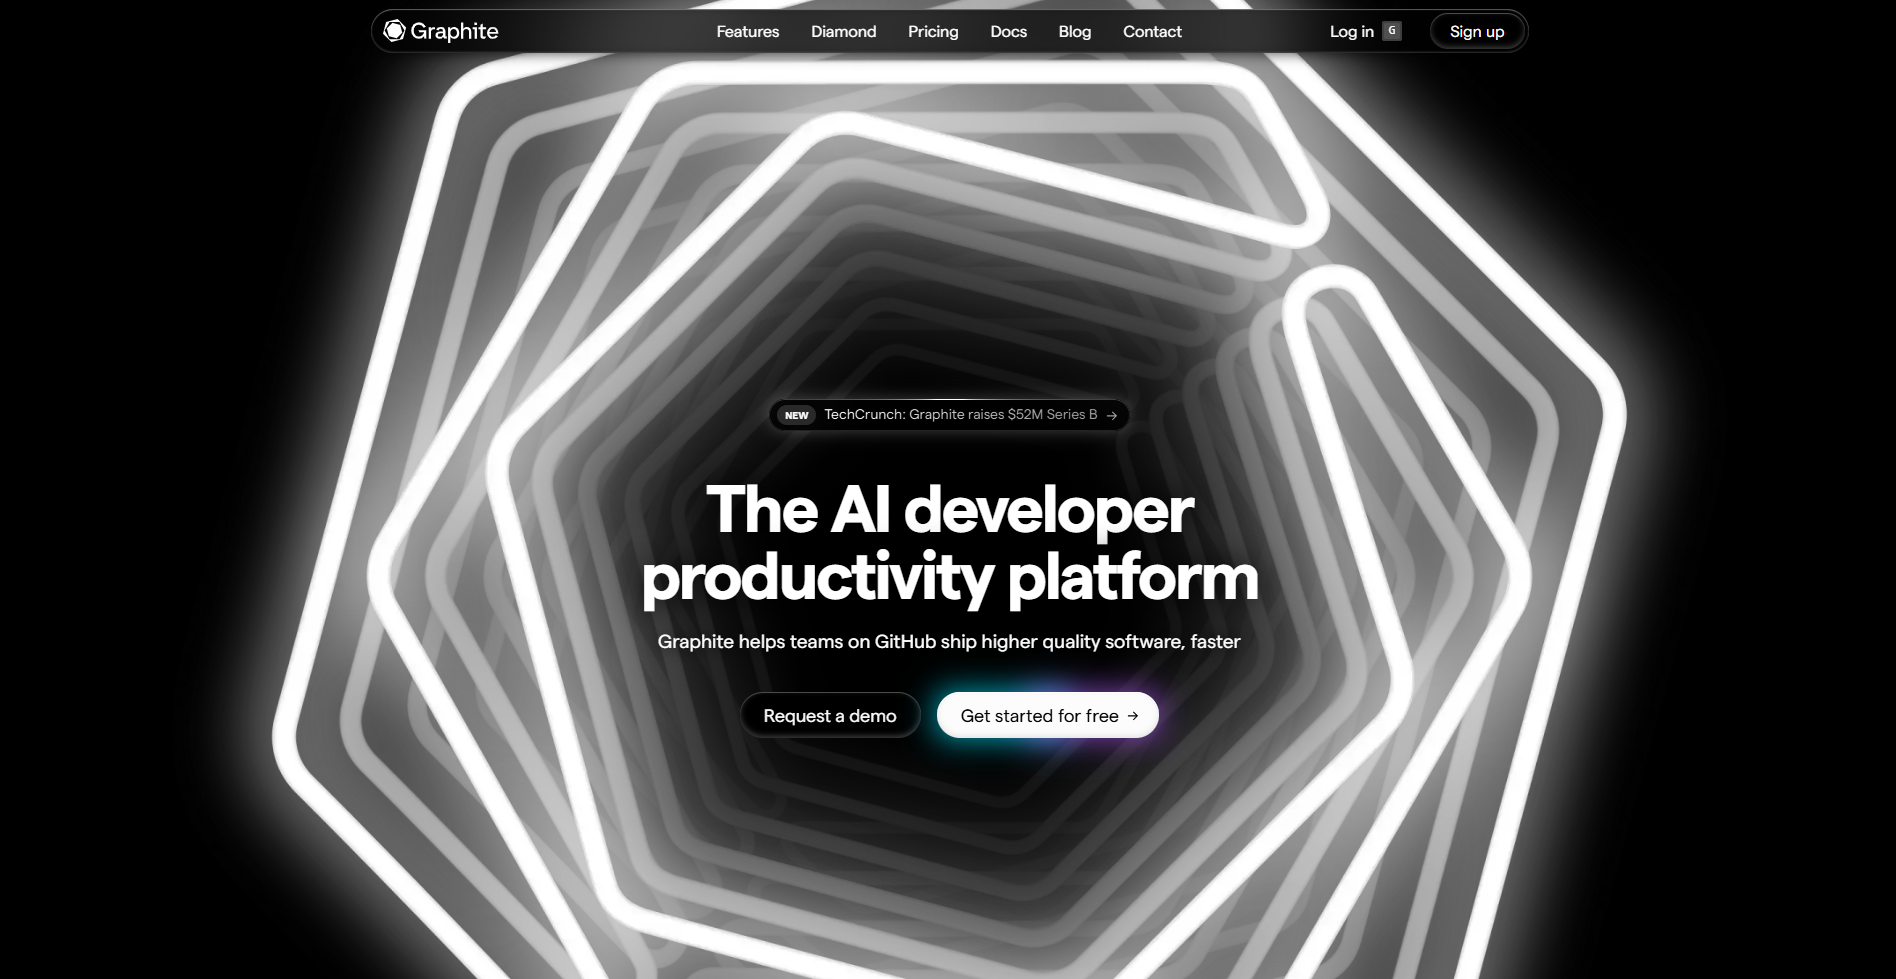 Graphite
Features Diamond Pricing Docs Blog Contact
Log in G
Sign up
NEW TechCrunch: Graphite raises $52M Series B →
The AI developer
productivity platform
Graphite helps teams on GitHub ship higher quality software, faster
Request a demo
Get started for free →